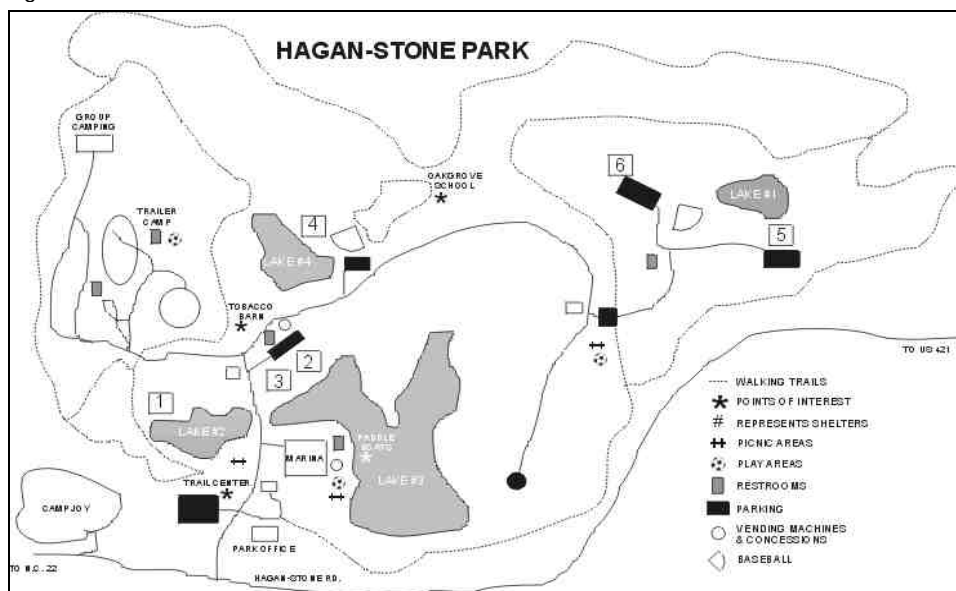 HAGAN-STONE PARK
GROUP
CAMPING
OAKGROVE
SCHOOL
6
LAKE #1
TRAILER
CAMP
4
5
LAKE #4
TOBACCO
BARN
TO US 421
2
3
1
LAKE #2
PADDLE
BOATS
MARINA
LAKE #3
TRAIL CENTER
CAMP JOY
PARK OFFICE
TO N.C. 22
HAGAN-STONE RD.
WALKING TRAILS
POINTS OF INTEREST
# REPRESENTS SHELTERS
PICNIC AREAS
PLAY AREAS
RESTROOMS
PARKING
VENDING MACHINES
& CONCESSIONS
BASEBALL